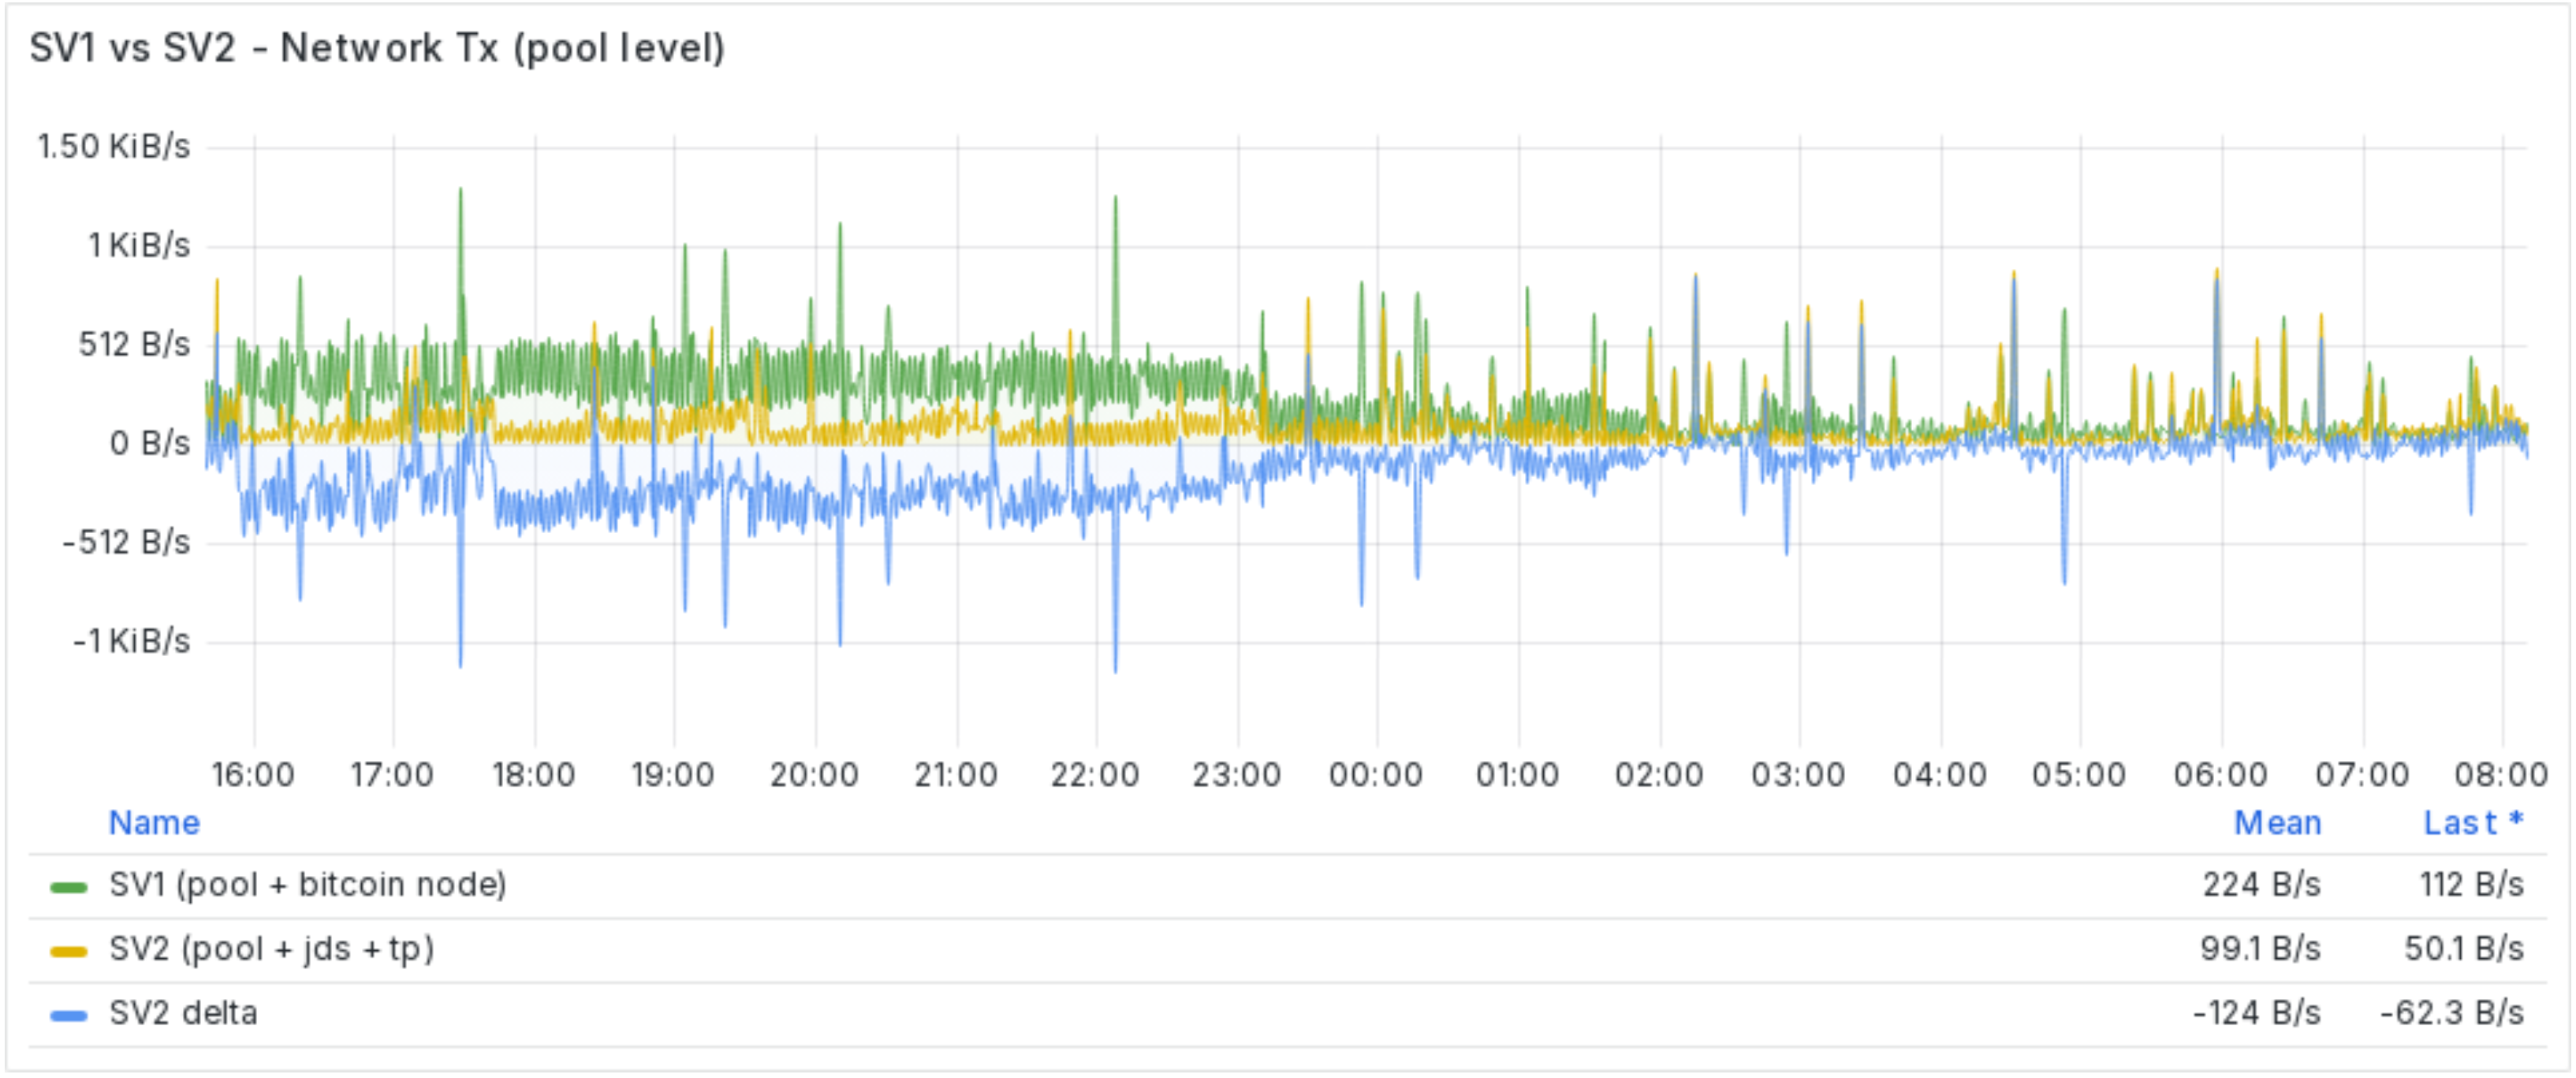 SV1 vs SV2 - Network Tx (pool level)
1.50 KiB/s
1 KiB/s
512 B/s
0 B/s
-512 B/s
-1 KiB/s
16:00 17:00 18:00 19:00 20:00 21:00 22:00 23:00 00:00 01:00 02:00 03:00 04:00 05:00 06:00 07:00 08:00
Name Mean Last *
SV1 (pool + bitcoin node) 224 B/s 112 B/s
SV2 (pool + jds + tp) 99.1 B/s 50.1 B/s
SV2 delta -124 B/s -62.3 B/s